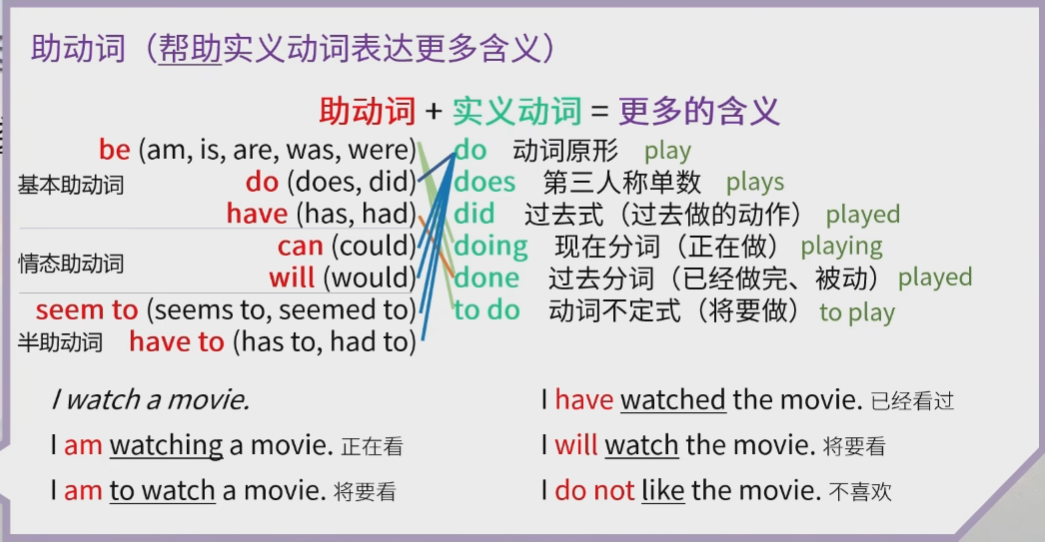 助动词（帮助实义动词表达更多含义）
助动词 + 实义动词 = 更多的含义
be (am, is, are, was, were) do 动词原形 play
基本助动词 do (does, did) does 第三人称单数 plays
have (has, had) did 过去式（过去做的动作） played
can (could) doing 现在分词（正在做） playing
情态助动词 will (would) done 过去分词（已经做完、被动） played
seem to (seems to, seemed to) to do 动词不定式（将要做） to play
半助动词 have to (has to, had to)
I watch a movie. I have watched the movie. 已经看过
I am watching a movie. 正在看 I will watch the movie. 将要看
I am to watch a movie. 将要看 I do not like the movie. 不喜欢